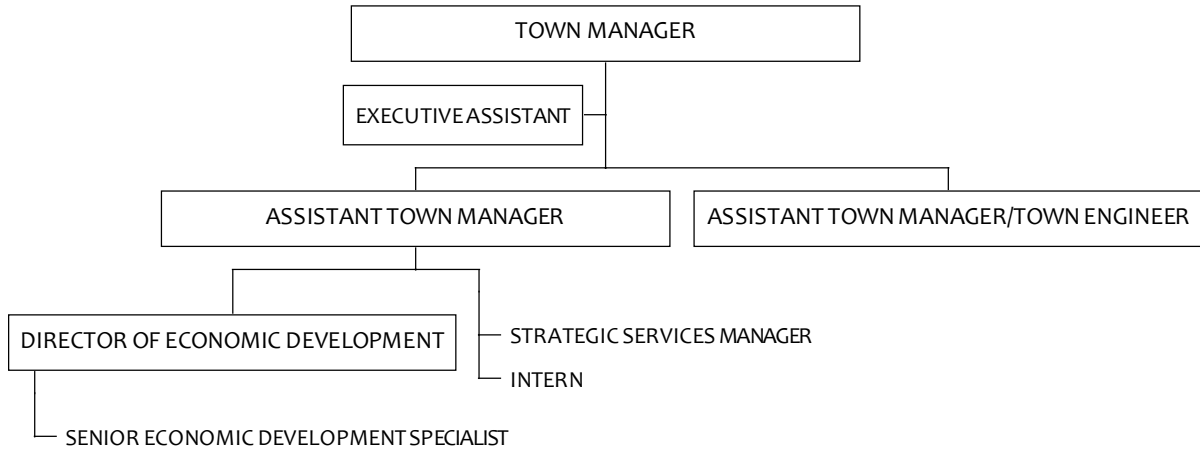 TOWN MANAGER
EXECUTIVE ASSISTANT
ASSISTANT TOWN MANAGER
ASSISTANT TOWN MANAGER/TOWN ENGINEER
DIRECTOR OF ECONOMIC DEVELOPMENT
STRATEGIC SERVICES MANAGER
INTERN
SENIOR ECONOMIC DEVELOPMENT SPECIALIST